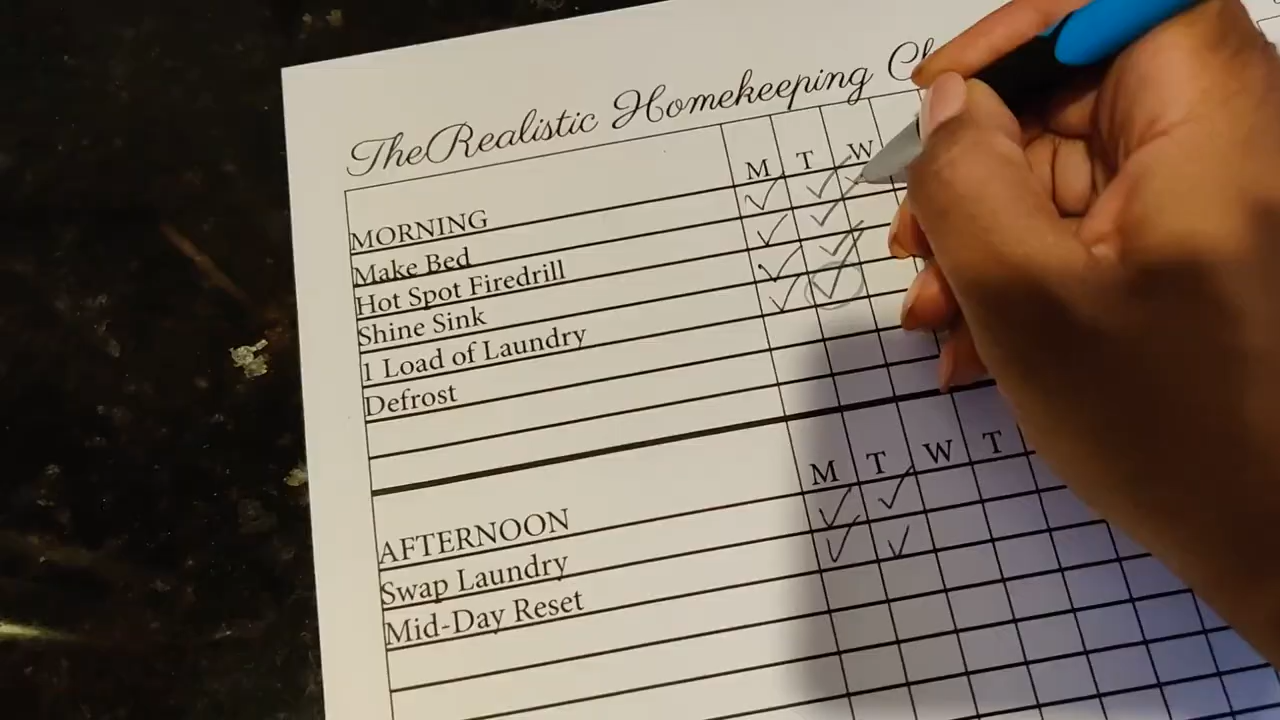 TheRealistic Homekeeping
M T W
MORNING
Make Bed
Hot Spot Firedrill
Shine Sink
1 Load of Laundry
Defrost
M T W T
AFTERNOON
Swap Laundry
Mid-Day Reset